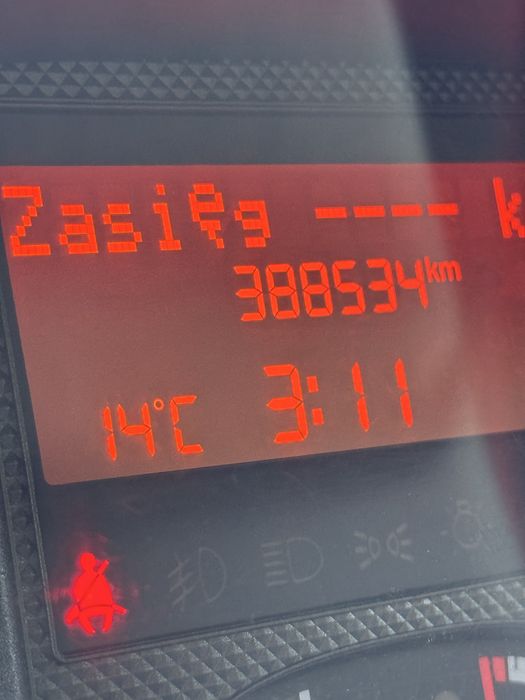 Zasięg ---- k
388534km
14°C 3:11